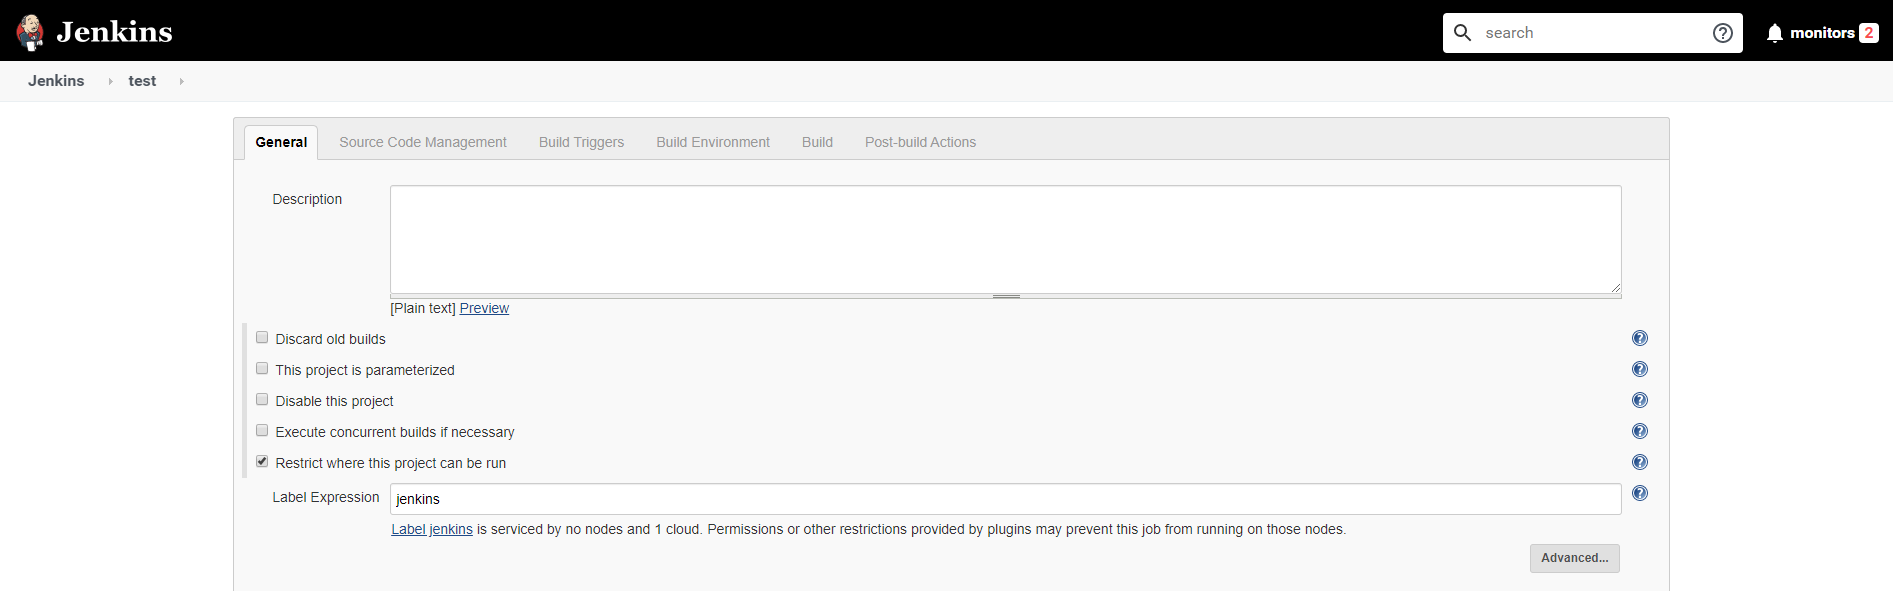 Jenkins
search
monitors 2
Jenkins test
General Source Code Management Build Triggers Build Environment Build Post-build Actions
Description
[Plain text] Preview
Discard old builds
This project is parameterized
Disable this project
Execute concurrent builds if necessary
Restrict where this project can be run
Label Expression jenkins
Label jenkins is serviced by no nodes and 1 cloud. Permissions or other restrictions provided by plugins may prevent this job from running on those nodes.
Advanced...